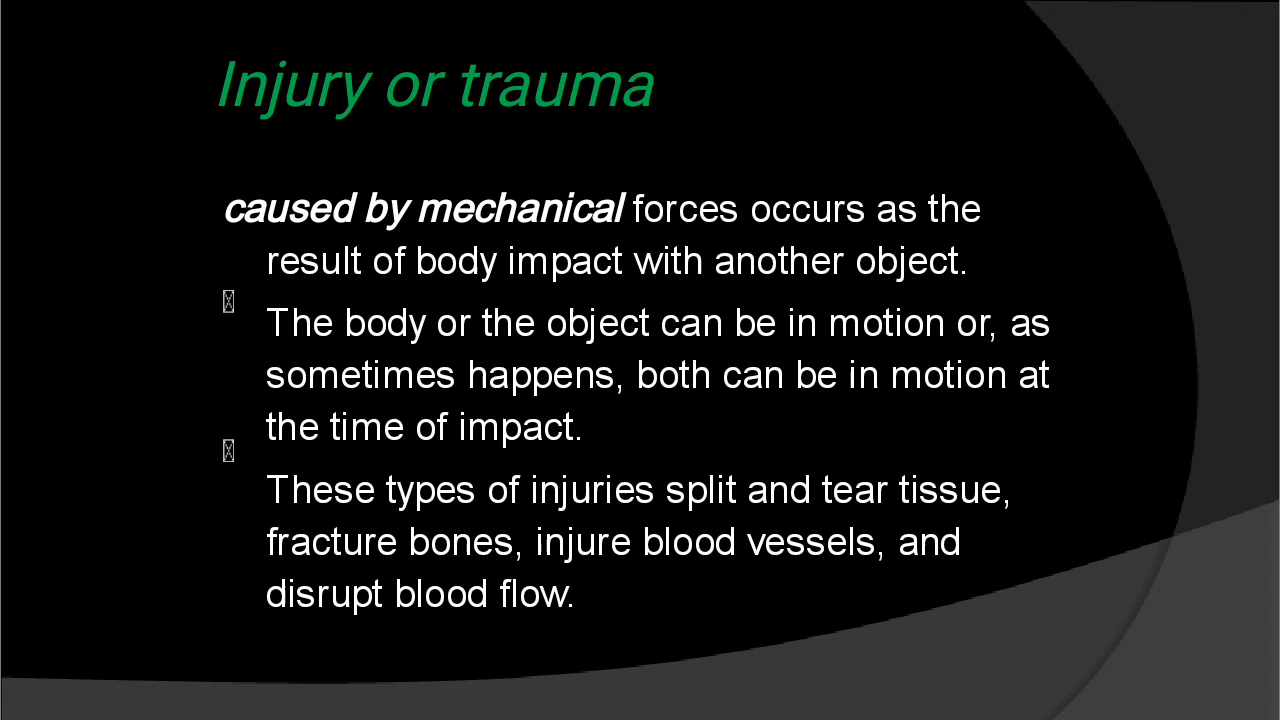 Injury or trauma
caused by mechanical forces occurs as the
result of body impact with another object.
The body or the object can be in motion or, as
sometimes happens, both can be in motion at
the time of impact.
These types of injuries split and tear tissue,
fracture bones, injure blood vessels, and
disrupt blood flow.